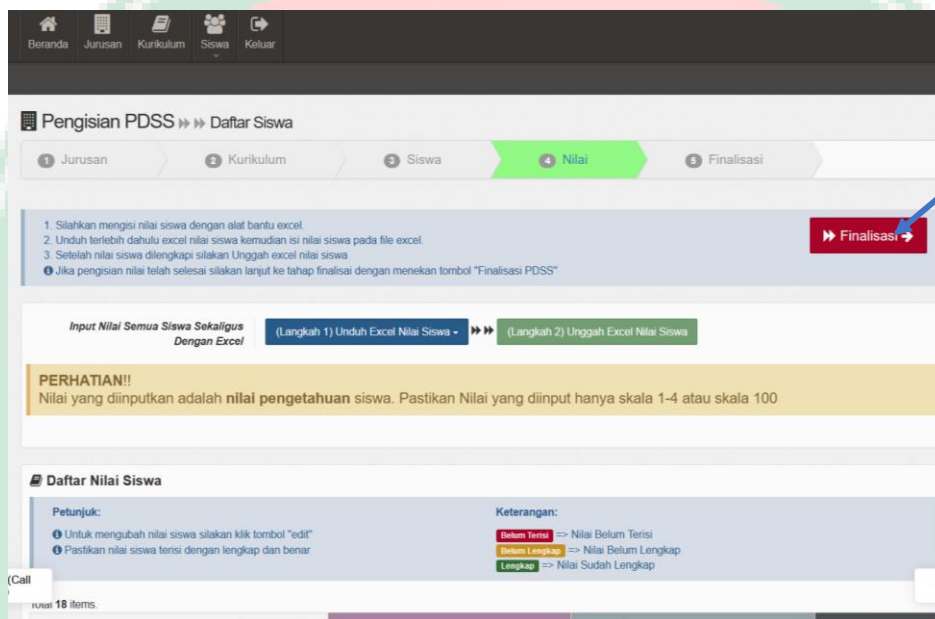 Beranda Jurusan Kurikulum Siswa Keluar
Pengisian PDSS Daftar Siswa
1 Jurusan 2 Kurikulum 3 Siswa 4 Nilai 5 Finalisasi
1. Silahkan mengisi nilai siswa dengan alat bantu excel.
2. Unduh terlebih dahulu excel nilai siswa kemudian isi nilai siswa pada file excel.
3. Setelah nilai siswa dilengkapi silakan Unggah excel nilai siswa
Jika pengisian nilai telah selesai silakan lanjut ke tahap finalisai dengan menekan tombol "Finalisasi PDSS"
Finalisasi
Input Nilai Semua Siswa Sekaligus
Dengan Excel
(Langkah 1) Unduh Excel Nilai Siswa
(Langkah 2) Unggah Excel Nilai Siswa
PERHATIAN!!
Nilai yang diinputkan adalah nilai pengetahuan siswa. Pastikan Nilai yang diinput hanya skala 1-4 atau skala 100
Daftar Nilai Siswa
Petunjuk:
Untuk mengubah nilai siswa silakan klik tombol "edit"
Pastikan nilai siswa terisi dengan lengkap dan benar
Keterangan:
Belum Terisi => Nilai Belum Terisi
Belum Lengkap => Nilai Belum Lengkap
Lengkap => Nilai Sudah Lengkap
(Call
Total 18 items.